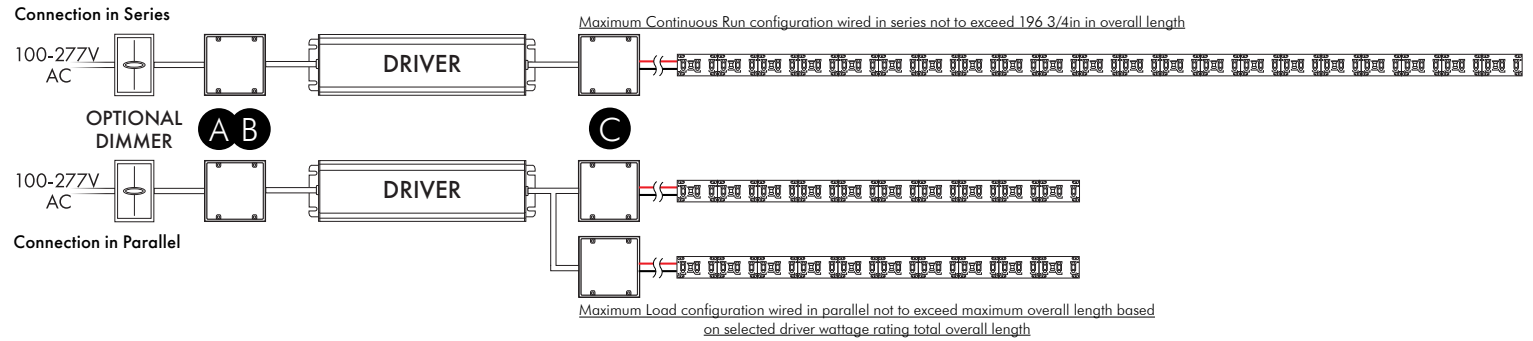 Connection in Series
Maximum Continuous Run configuration wired in series not to exceed 196 3/4in in overall length
100-277V
AC
DRIVER
OPTIONAL
DIMMER
A B
C
100-277V
AC
DRIVER
Connection in Parallel
Maximum Load configuration wired in parallel not to exceed maximum overall length based
on selected driver wattage rating total overall length